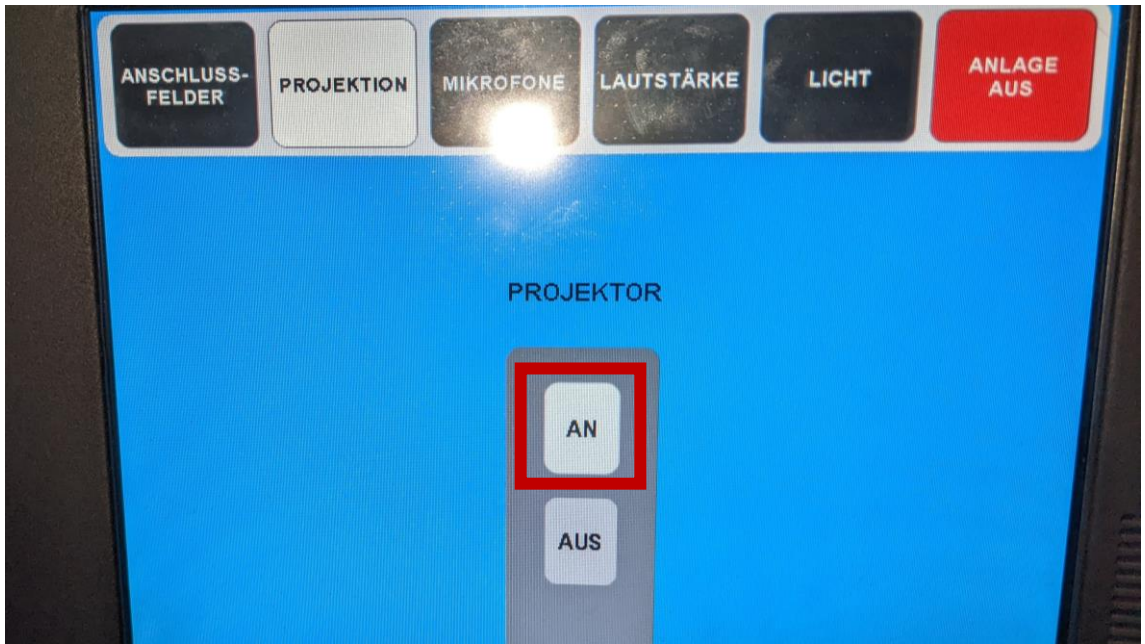 ANSCHLUSS-
FELDER
PROJEKTION
MIKROFONE
LAUTSTÄRKE
LICHT
ANLAGE
AUS
PROJEKTOR
AN
AUS